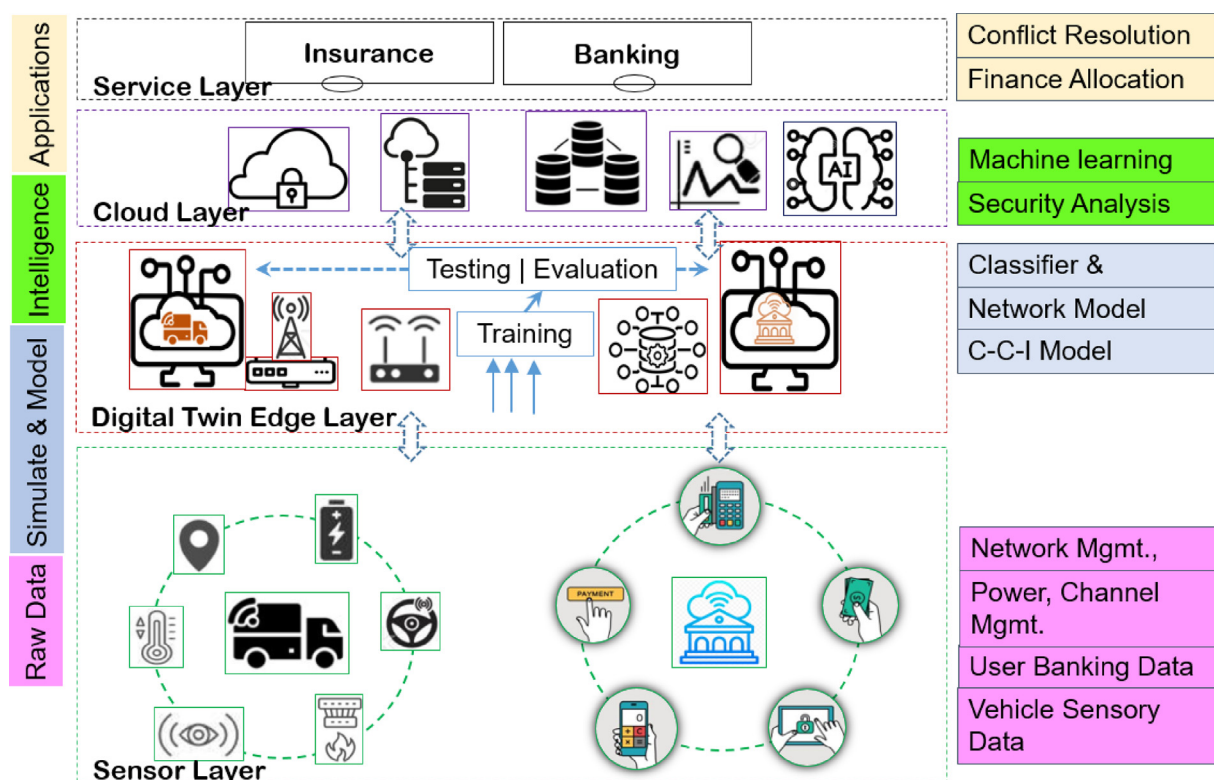 Applications
Intelligence
Simulate & Model
Raw Data
Insurance
Banking
Service Layer
Cloud Layer
AI
Testing | Evaluation
Training
Digital Twin Edge Layer
PAYMENT
0
Sensor Layer
Conflict Resolution
Finance Allocation
Machine learning
Security Analysis
Classifier &
Network Model
C-C-I Model
Network Mgmt.,
Power, Channel
Mgmt.
User Banking Data
Vehicle Sensory
Data